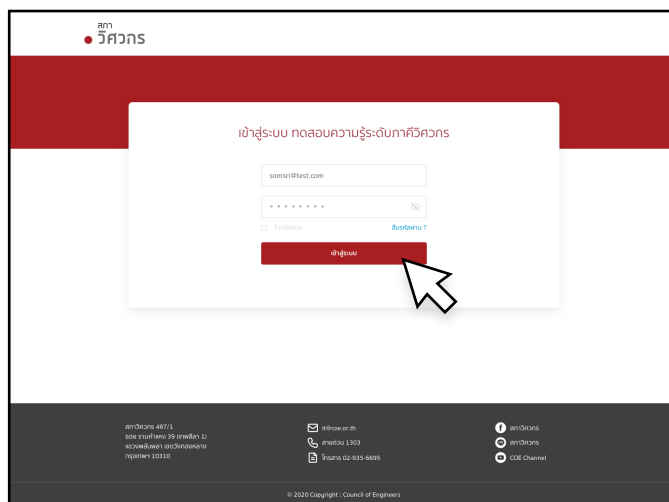 สภา
วิศวกร
เข้าสู่ระบบ ทดสอบความรู้ระดับภาคีวิศวกร
somsri@test.com
จำรหัสผ่าน
ลืมรหัสผ่าน ?
เข้าสู่ระบบ
สภาวิศวกร 487/1
ซอย รามคำแหง 39 (เทพลีลา 1)
แขวงพลับพลา เขตวังทองหลาง
กรุงเทพฯ 10310
it@coe.or.th
สายด่วน 1303
โทรสาร 02-935-6695
สภาวิศวกร
สภาวิศวกร
COE Channel
© 2020 Copyright : Council of Engineers